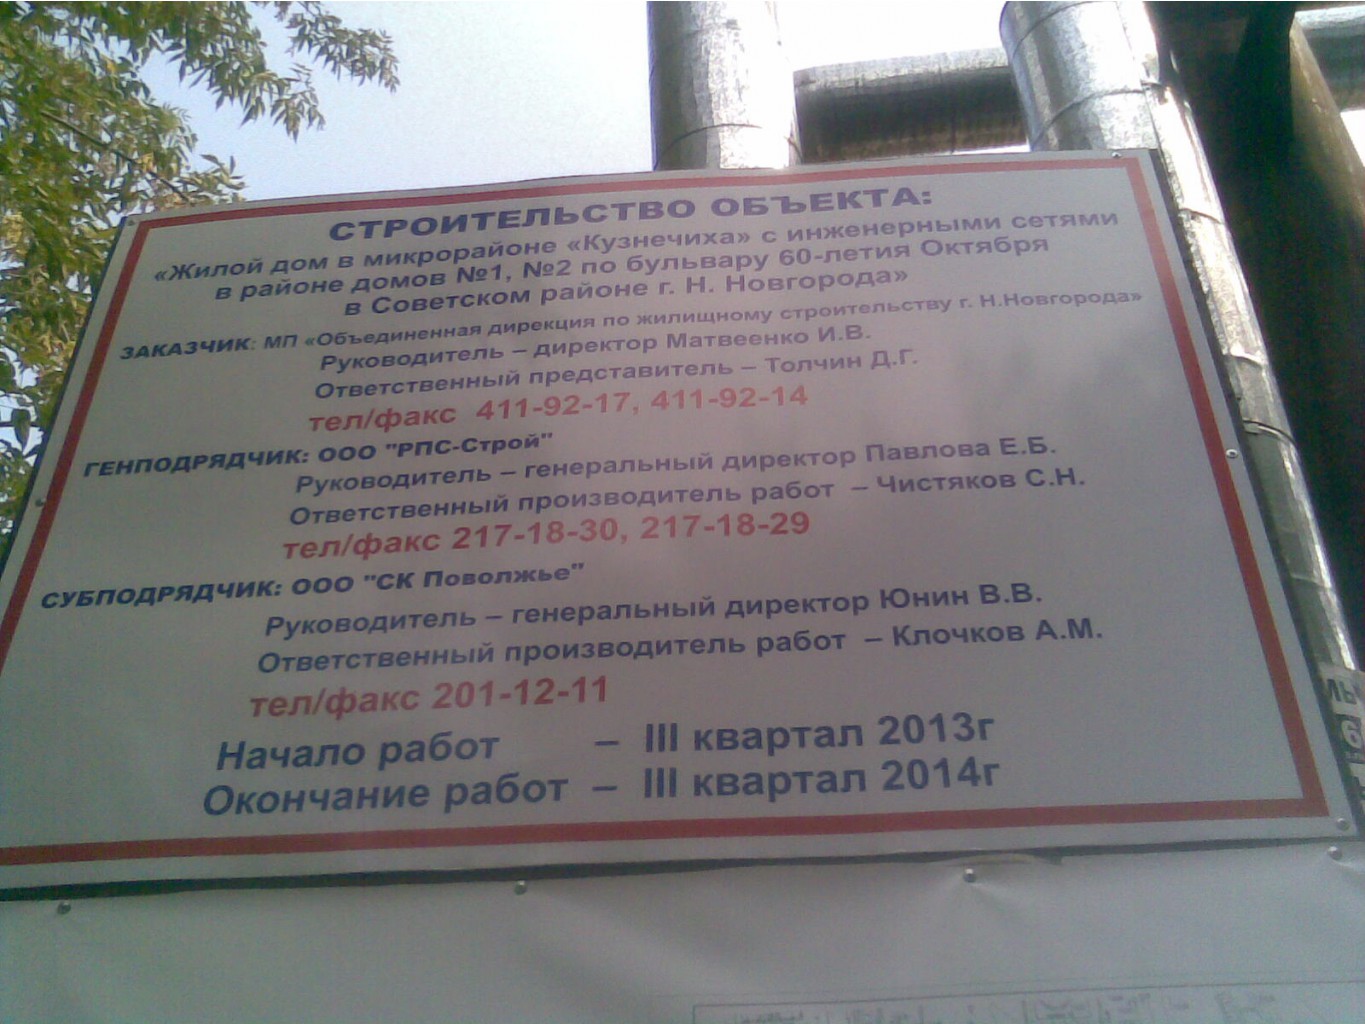 СТРОИТЕЛЬСТВО ОБЪЕКТА:
«Жилой дом в микрорайоне «Кузнечиха» с инженерными сетями
в районе домов №1, №2 по бульвару 60-летия Октября
в Советском районе г. Н. Новгорода»
ЗАКАЗЧИК: МП «Объединенная дирекция по жилищному строительству г. Н.Новгорода»
Руководитель – директор Матвеенко И.В.
Ответственный представитель – Толчин Д.Г.
тел/факс 411-92-17, 411-92-14
ГЕНПОДРЯДЧИК: ООО "РПС-Строй"
Руководитель – генеральный директор Павлова Е.Б.
Ответственный производитель работ – Чистяков С.Н.
тел/факс 217-18-30, 217-18-29
СУБПОДРЯДЧИК: ООО "СК Поволжье"
Руководитель – генеральный директор Юнин В.В.
Ответственный производитель работ – Клочков А.М.
тел/факс 201-12-11
Начало работ – III квартал 2013г
Окончание работ – III квартал 2014г